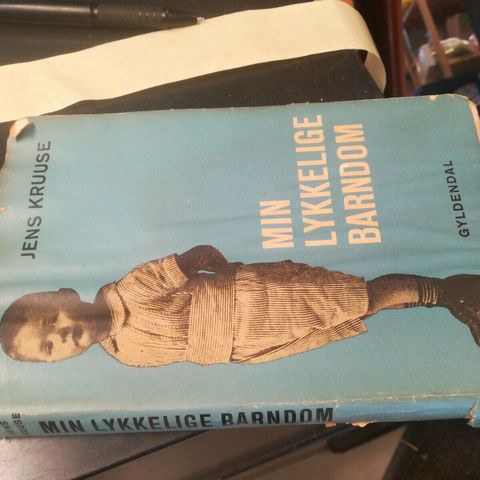 JENS KRUUSE
MIN
LYKKELIGE
BARNDOM
GYLDENDAL
MIN LYKKELIGE BARNDOM